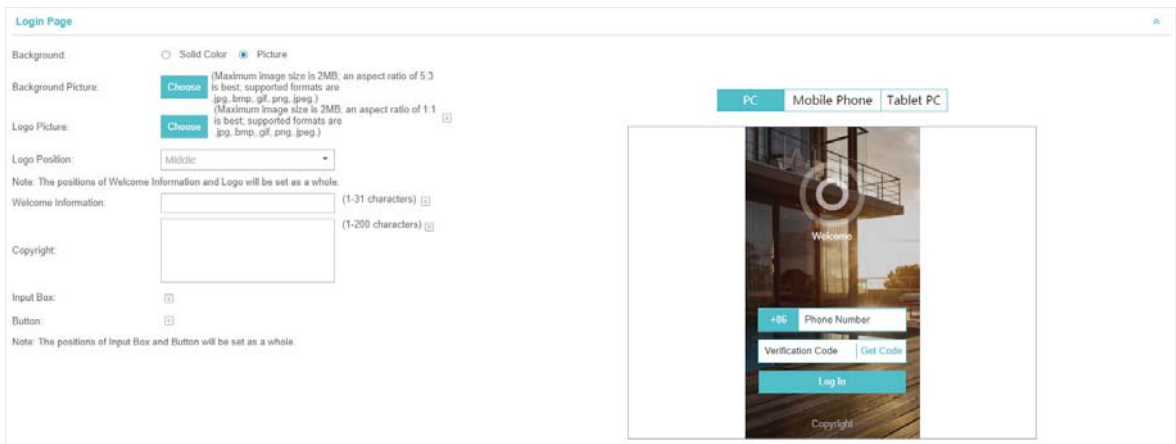 Login Page
Background: Solid Color Picture
Background Picture: Choose (Maximum image size is 2MB; an aspect ratio of 5:3
is best; supported formats are
.jpg,.bmp,.gif,.png,.jpeg.)
Logo Picture: Choose (Maximum image size is 2MB; an aspect ratio of 1:1
is best; supported formats are
.jpg,.bmp,.gif,.png,.jpeg.)
Logo Position: Middle
Note: The positions of Welcome Information and Logo will be set as a whole.
Welcome Information: (1-31 characters)
(1-200 characters)
Copyright:
Input Box:
Button:
Note: The positions of Input Box and Button will be set as a whole.
PC Mobile Phone Tablet PC
Welcome
+86 Phone Number
Verification Code Get Code
Log In
Copyright